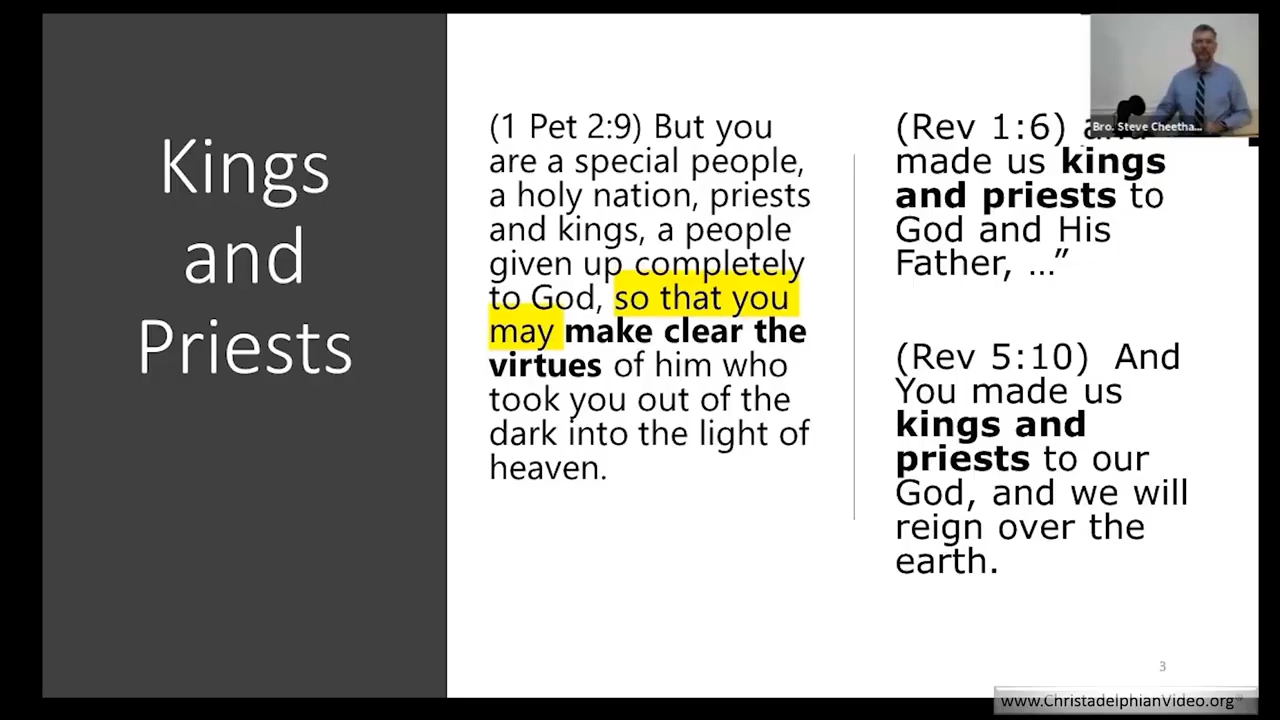 Kings
and
Priests
(1 Pet 2:9) But you
are a special people,
a holy nation, priests
and kings, a people
given up completely
to God, so that you
may make clear the
virtues of him who
took you out of the
dark into the light of
heaven.
(Rev 1:6) and
made us kings
and priests to
God and His
Father, …”
(Rev 5:10) And
You made us
kings and
priests to our
God, and we will
reign over the
earth.
Bro. Steve Cheetha...
3
www.ChristadelphianVideo.org